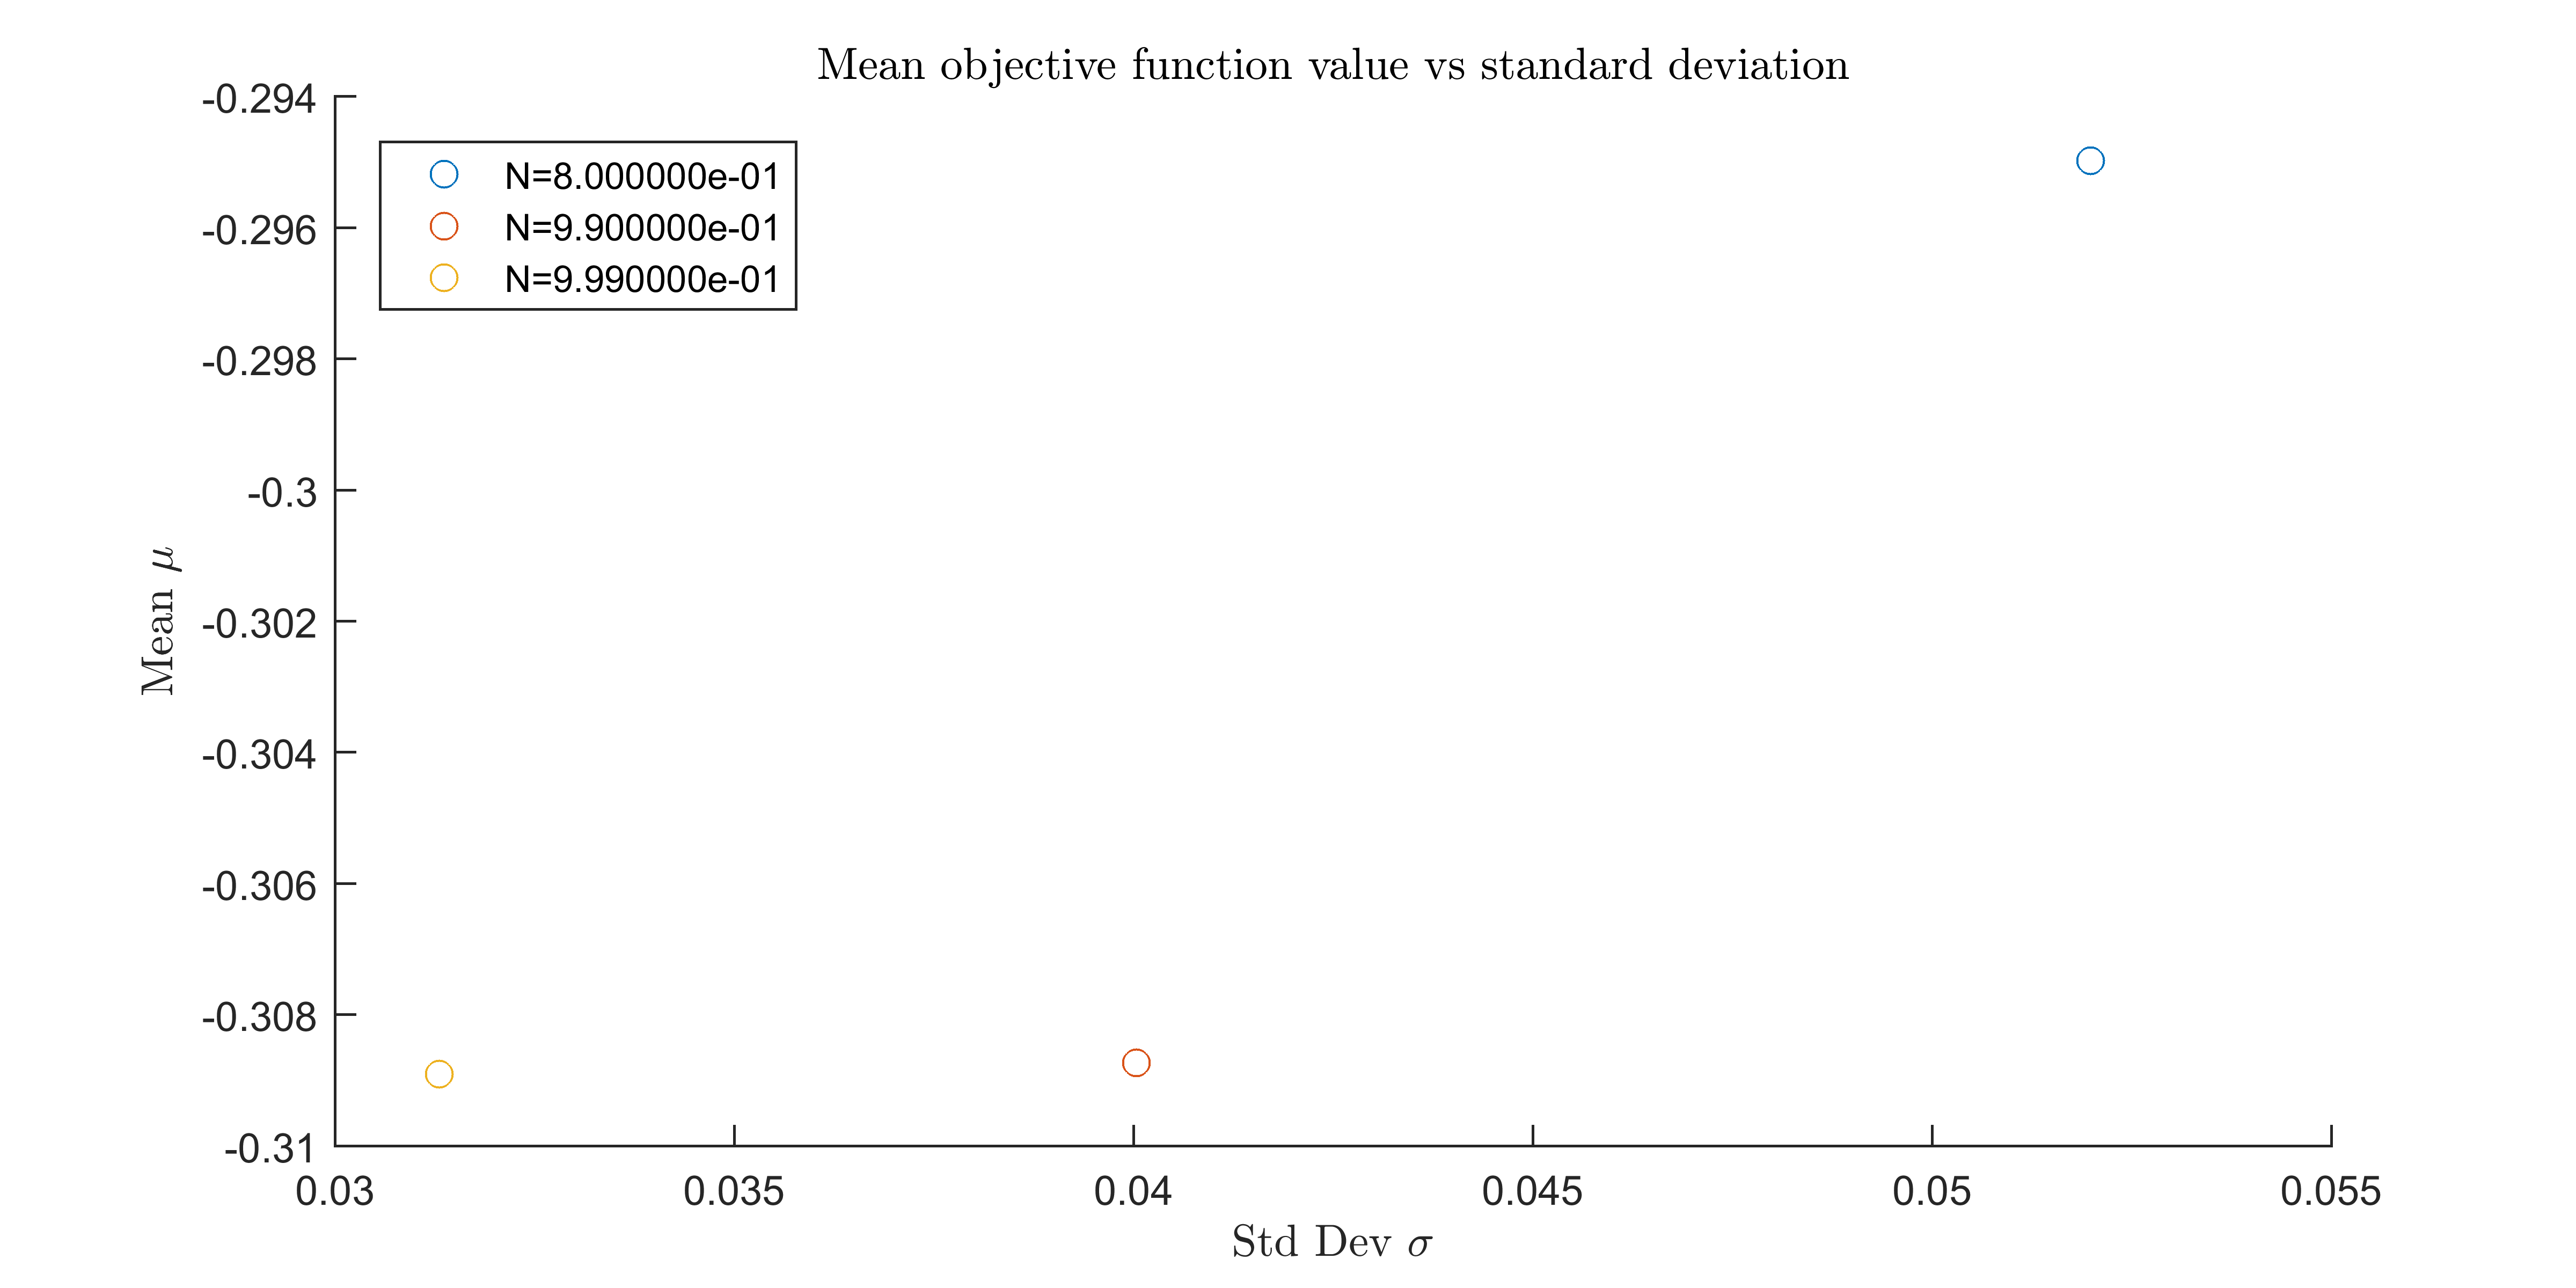 Mean objective function value vs standard deviation
-0.294
N=8.000000e-01
N=9.900000e-01
N=9.990000e-01
-0.296
-0.298
-0.3
-0.302
-0.304
-0.306
-0.308
-0.31
Mean μ
0.03 0.035 0.04 0.045 0.05 0.055
Std Dev σ